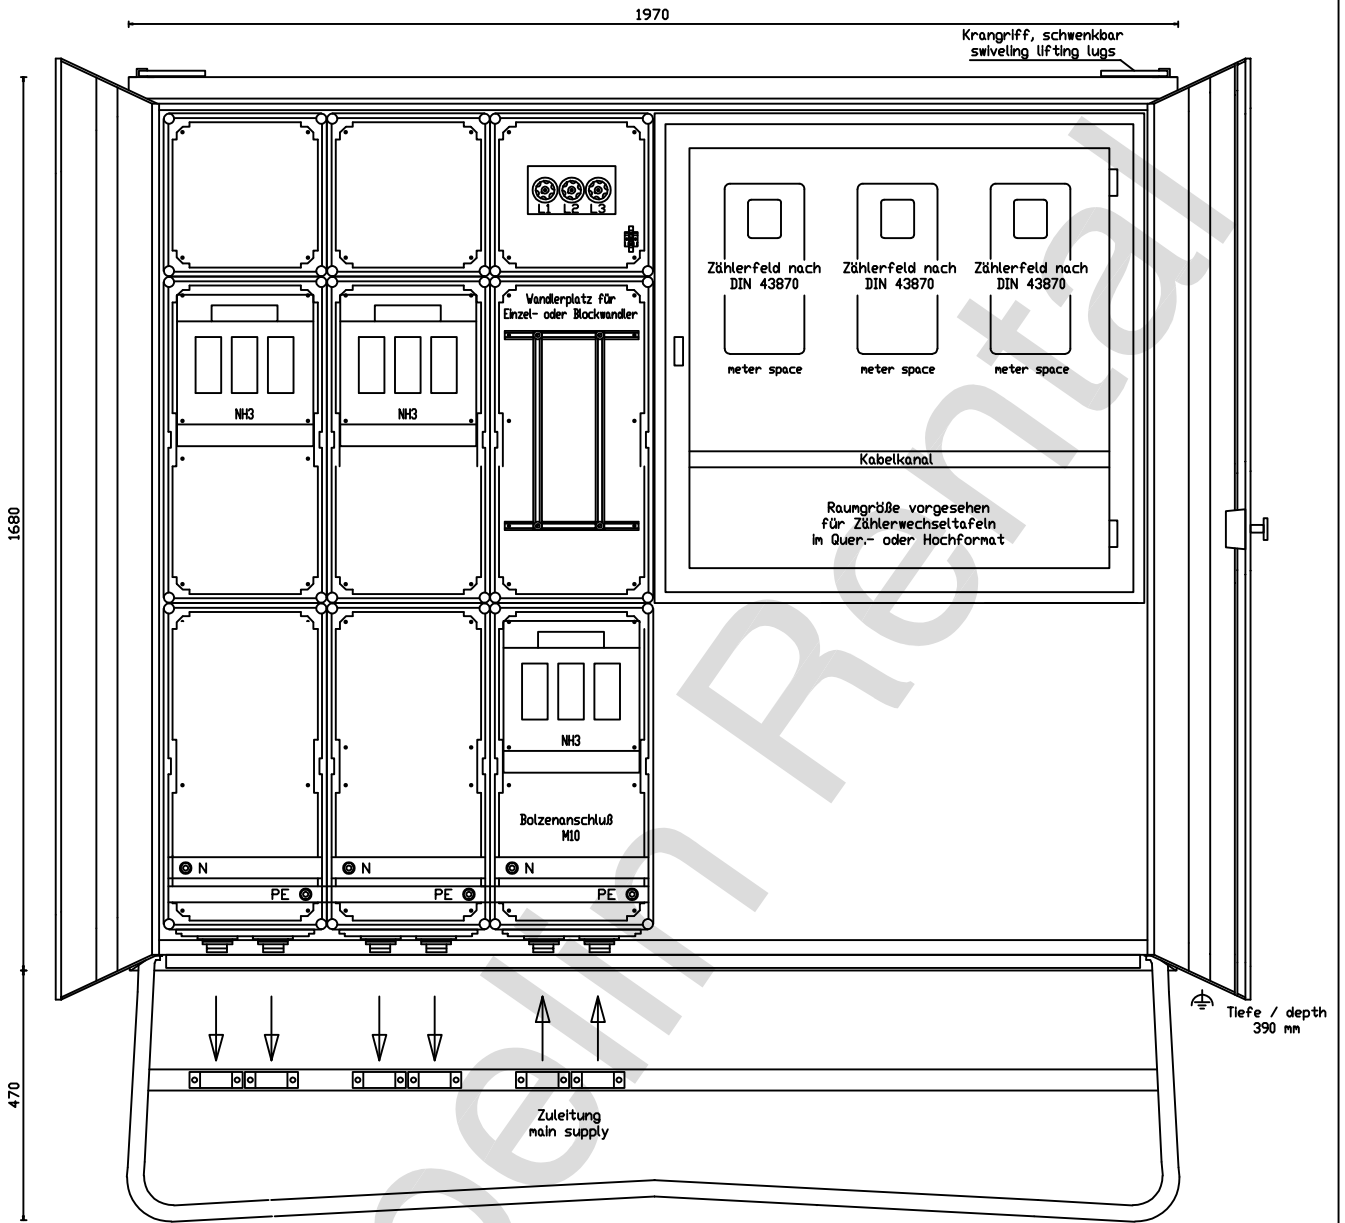 1970
Krangriff, schwenkbar
swiveling lifting lugs
L1 L2 L3
Zählerfeld nach
DIN 43870
Zählerfeld nach
DIN 43870
Zählerfeld nach
DIN 43870
Wandlerplatz für
Einzel- oder Blockwandler
meter space
meter space
meter space
NH3
NH3
Kabelkanal
Raumgröße vorgesehen
für Zählerwechseltafeln
im Quer.- oder Hochformat
1680
NH3
Bolzenanschluß
M10
N
N
N
PE
PE
PE
Tiefe / depth
390 mm
470
Zuleitung
main supply
elin Rental